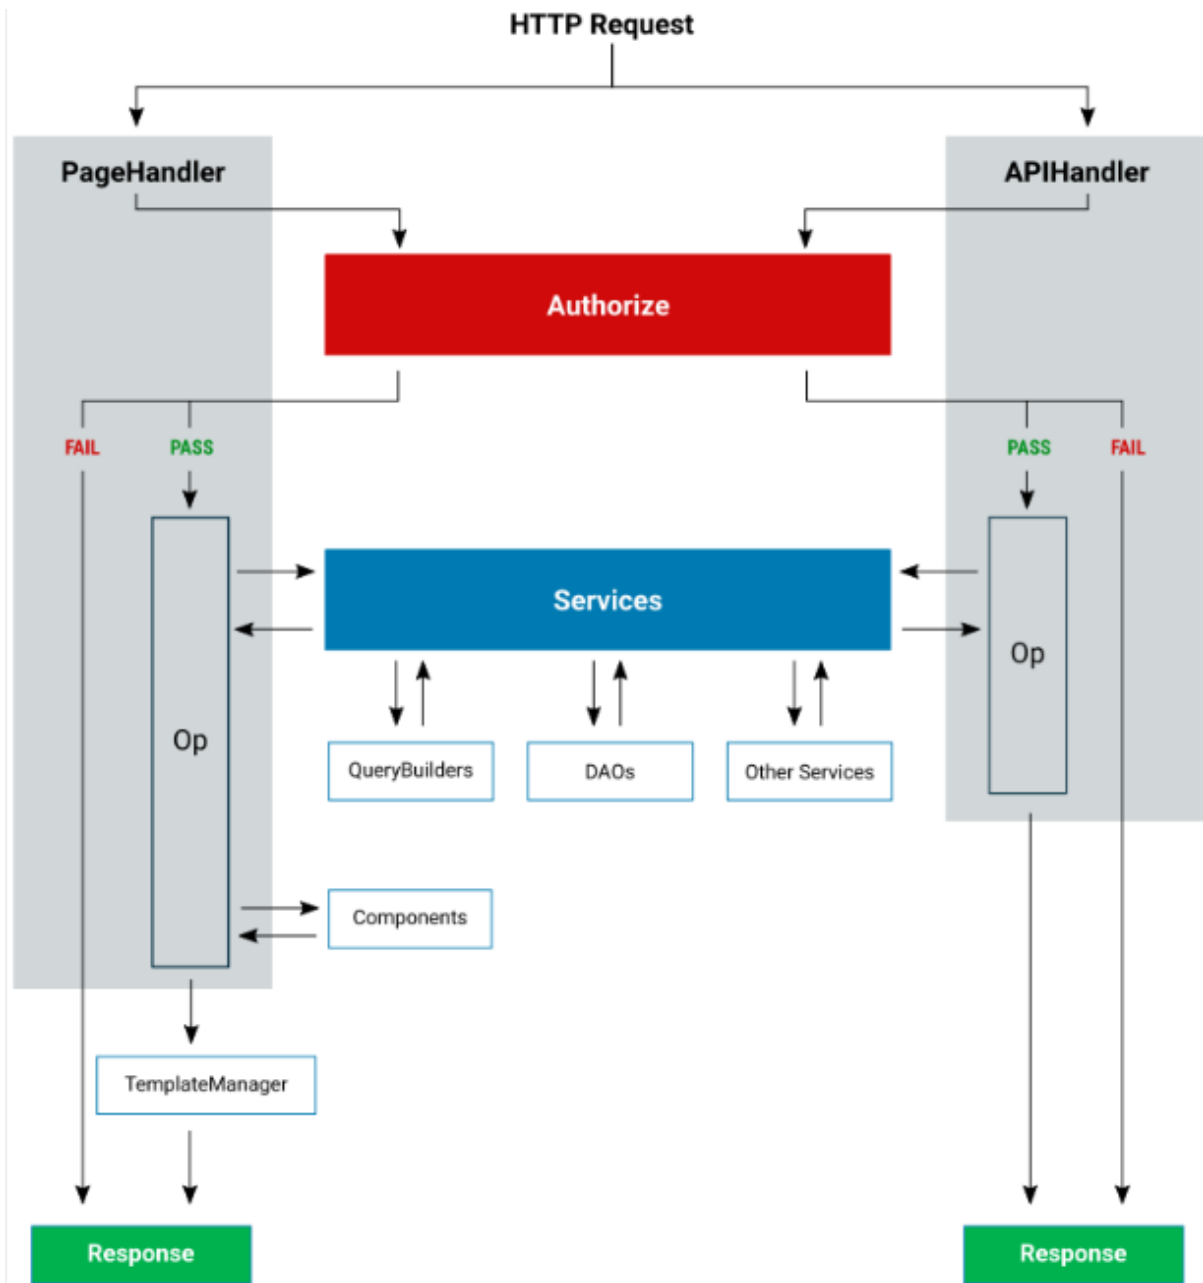 HTTP Request
PageHandler
APIHandler
Authorize
FAIL
PASS
PASS
FAIL
Services
Op
Op
QueryBuilders
DAOs
Other Services
Components
TemplateManager
Response
Response